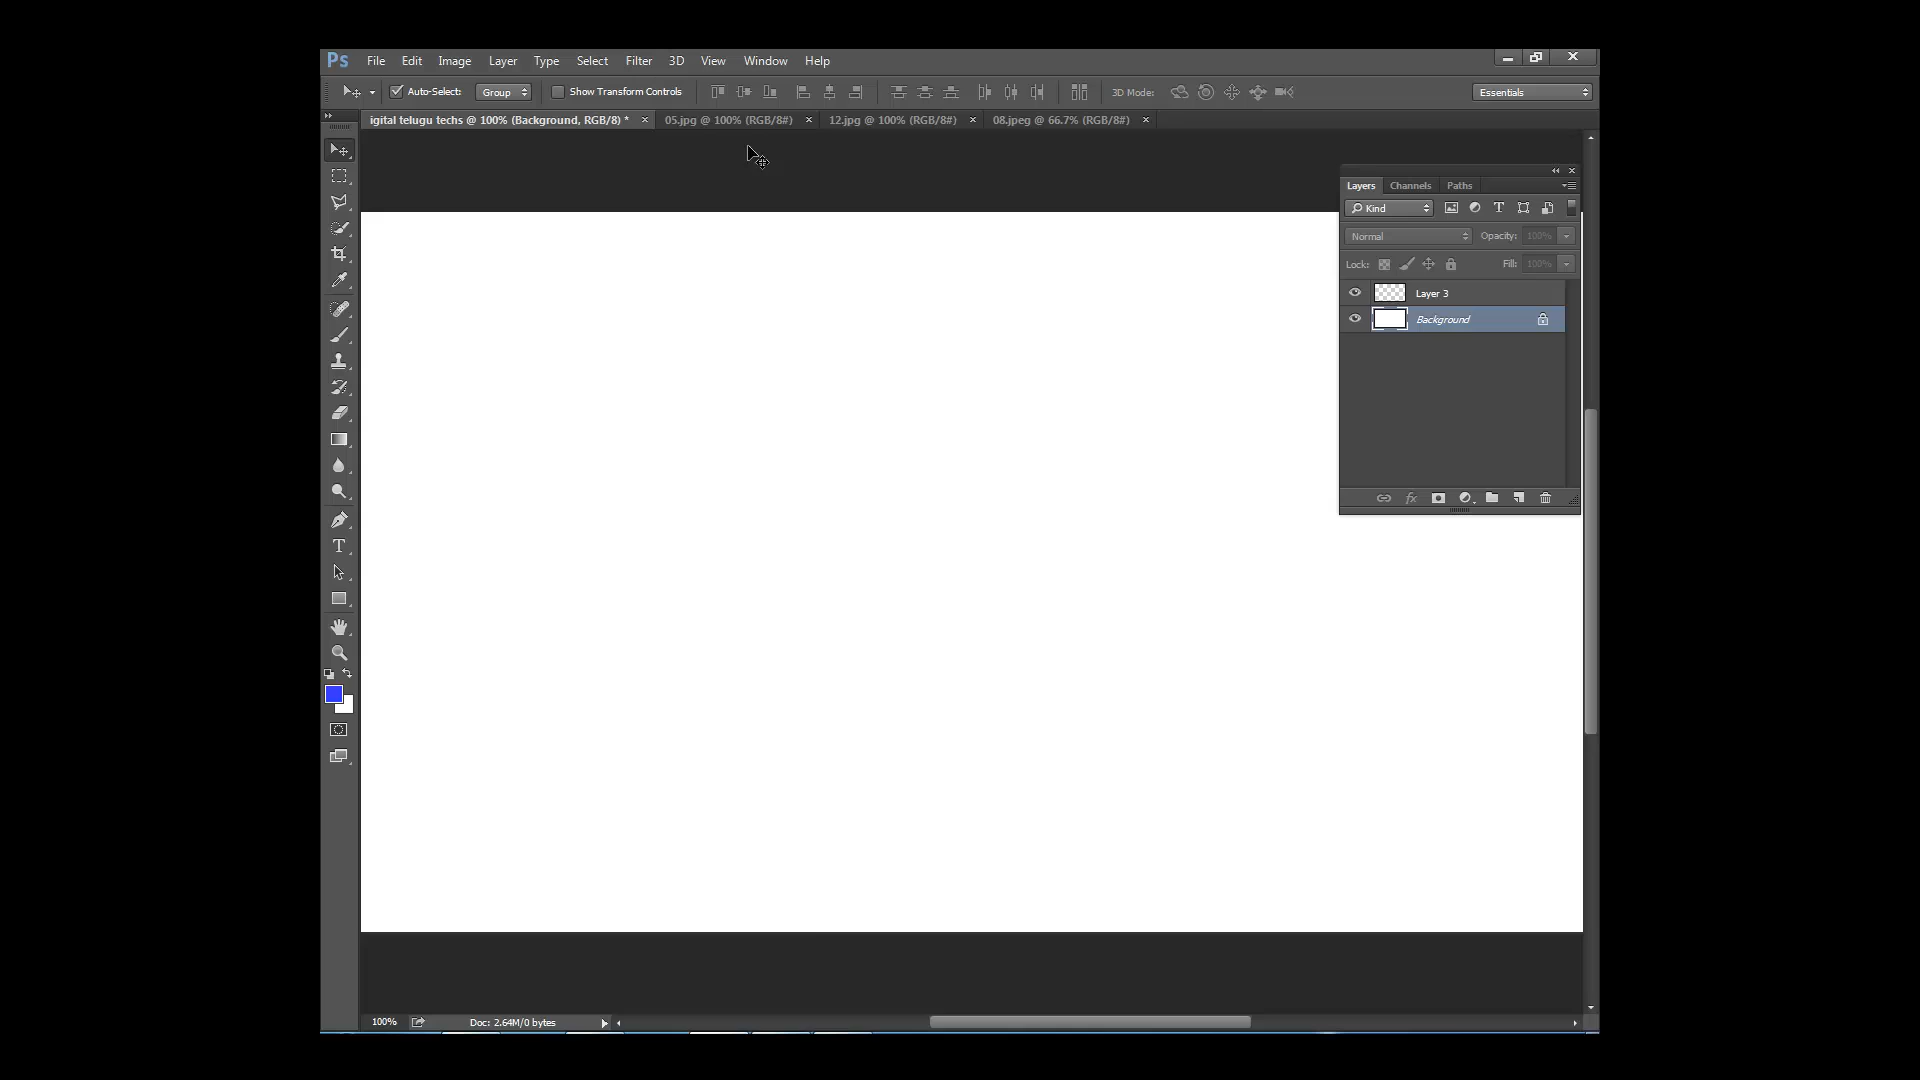 Ps File Edit Image Layer Type Select Filter 3D View Window Help
Auto-Select: Group Show Transform Controls 3D Mode: Essentials
igital telugu techs @ 100% (Background, RGB/8) * 05.jpg @ 100% (RGB/8#) 12.jpg @ 100% (RGB/8#) 08.jpeg @ 66.7% (RGB/8#)
Layers Channels Paths
Kind
Normal Opacity: 100%
Lock: Fill: 100%
Layer 3
Background
100% Doc: 2.64M/0 bytes